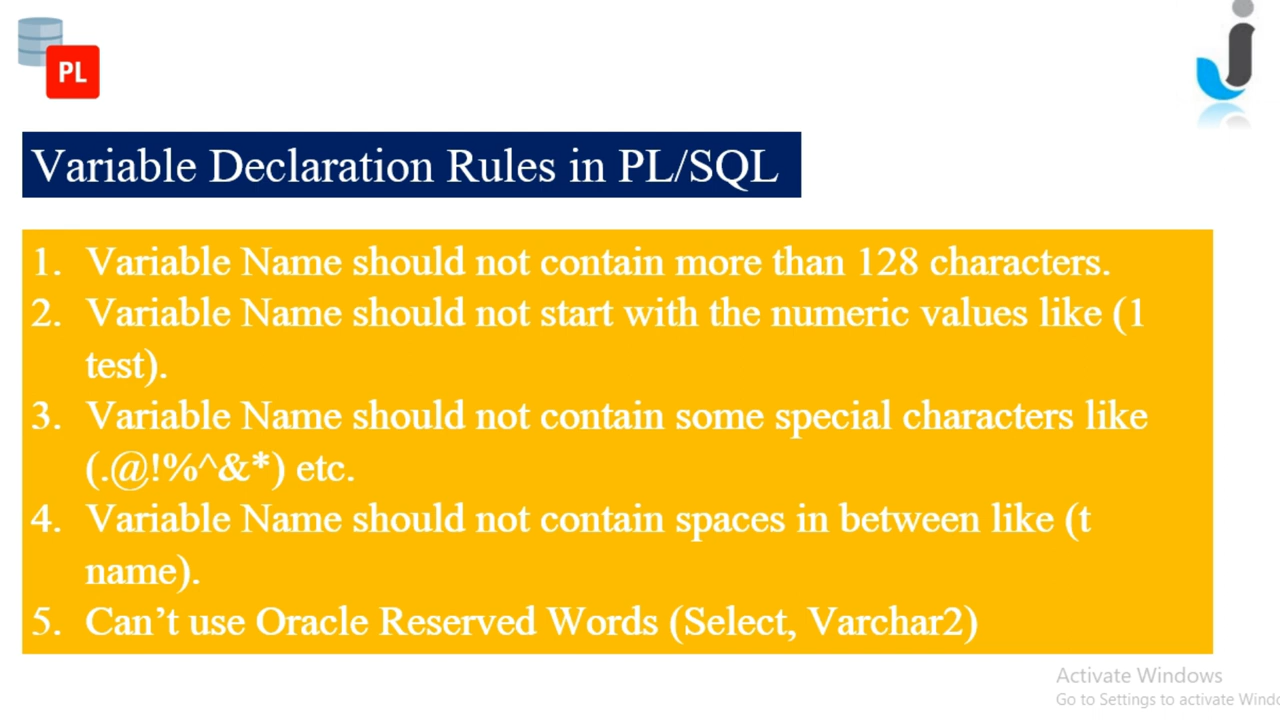 PL
Variable Declaration Rules in PL/SQL
1. Variable Name should not contain more than 128 characters.
2. Variable Name should not start with the numeric values like (1
test).
3. Variable Name should not contain some special characters like
(.@!%^&*) etc.
4. Variable Name should not contain spaces in between like (t
name).
5. Can’t use Oracle Reserved Words (Select, Varchar2)
Activate Windows
Go to Settings to activate Windo